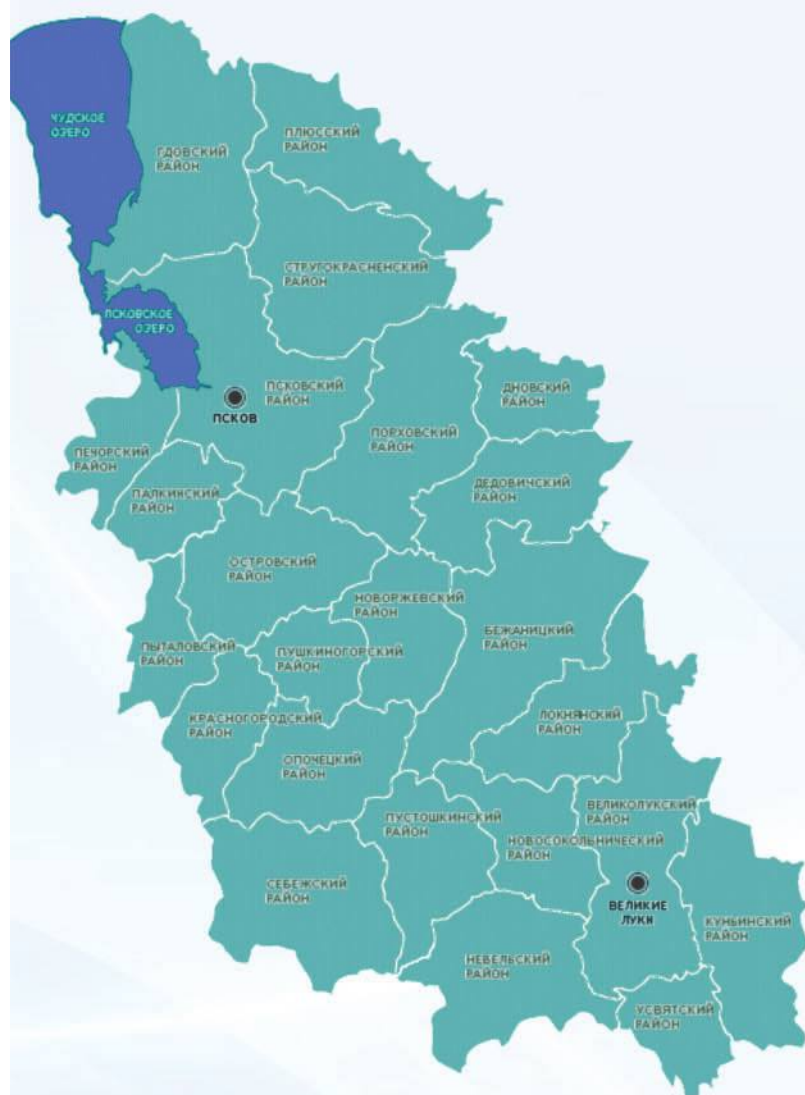 ЧУДСКОЕ
ОЗЕРО
ГДОВСКИЙ
РАЙОН
ПЛЮССКИЙ
РАЙОН
СТРУГОКРАСНЕНСКИЙ
РАЙОН
ПСКОВСКОЕ
ОЗЕРО
ПСКОВСКИЙ
РАЙОН
ПСКОВ
ДНОВСКИЙ
РАЙОН
ПОРХОВСКИЙ
РАЙОН
ПЕЧОРСКИЙ
РАЙОН
ПАЛКИНСКИЙ
РАЙОН
ДЕДОВИЧСКИЙ
РАЙОН
ОСТРОВСКИЙ
РАЙОН
НОВОРЖЕВСКИЙ
РАЙОН
БЕЖАНИЦКИЙ
РАЙОН
ПЫТАЛОВСКИЙ
РАЙОН
ПУШКИНОГОРСКИЙ
РАЙОН
КРАСНОГОРОДСКИЙ
РАЙОН
ЛОКНЯНСКИЙ
РАЙОН
ОПОЧЕЦКИЙ
РАЙОН
ВЕЛИКОЛУКСКИЙ
РАЙОН
ПУСТОШКИНСКИЙ
РАЙОН
НОВОСОКОЛЬНИЧЕСКИЙ
РАЙОН
СЕБЕЖСКИЙ
РАЙОН
ВЕЛИКИЕ
ЛУКИ
КУНЬИНСКИЙ
РАЙОН
НЕВЕЛЬСКИЙ
РАЙОН
УСВЯТСКИЙ
РАЙОН